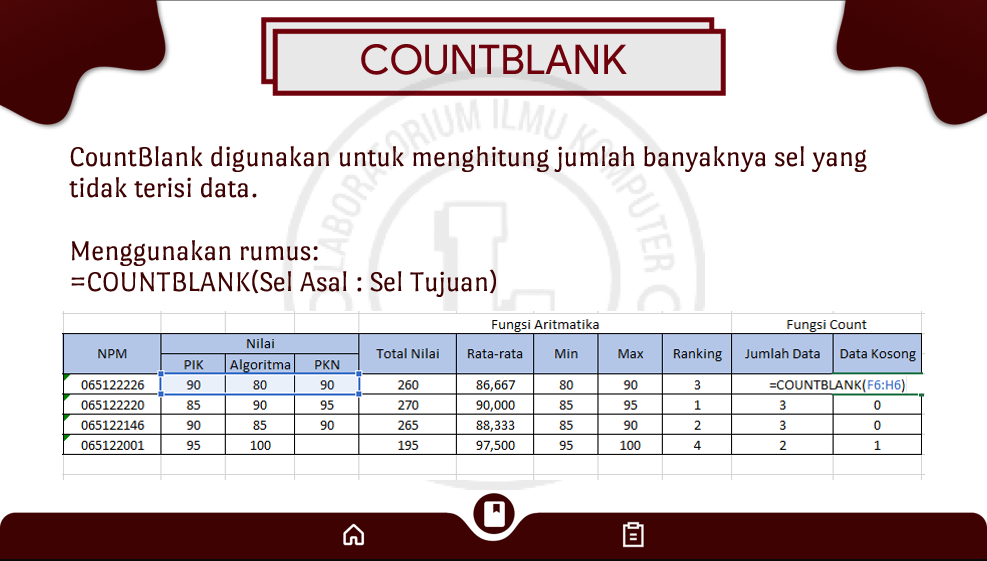 COUNTBLANK
LABORATORIUM ILMU KOMPUTER
CountBlank digunakan untuk menghitung jumlah banyaknya sel yang
tidak terisi data.
Menggunakan rumus:
=COUNTBLANK(Sel Asal : Sel Tujuan)
Fungsi Aritmatika Fungsi Count
NPM Nilai Total Nilai Rata-rata Min Max Ranking Jumlah Data Data Kosong
PIK Algoritma PKN
065122226 90 80 90 260 86,667 80 90 3 =COUNTBLANK(F6:H6)
065122220 85 90 95 270 90,000 85 95 1 3 0
065122146 90 85 90 265 88,333 85 90 2 3 0
065122001 95 100 195 97,500 95 100 4 2 1